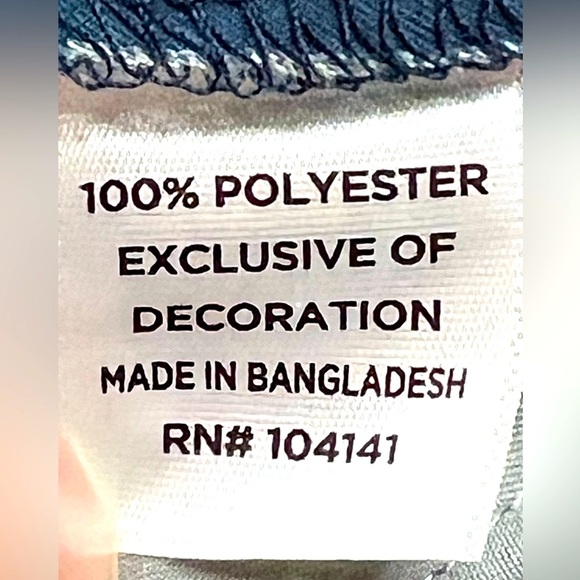 100% POLYESTER
EXCLUSIVE OF
DECORATION
MADE IN BANGLADESH
RN# 104141